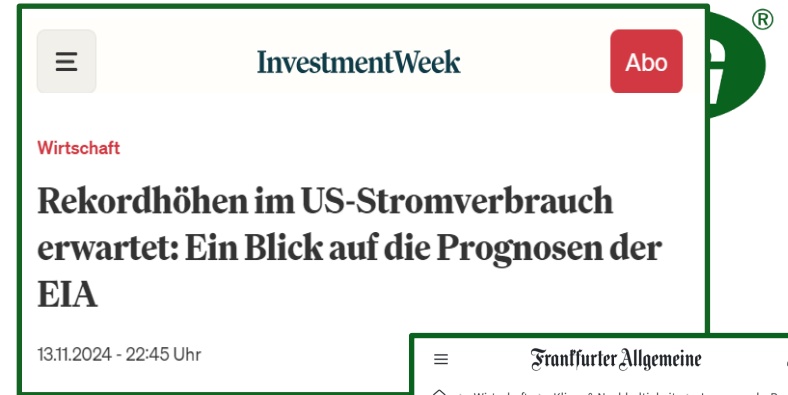 InvestmentWeek
Abo
®
Wirtschaft
Rekordhöhen im US-Stromverbrauch
erwartet: Ein Blick auf die Prognosen der
EIA
13.11.2024 - 22:45 Uhr
Frankfurter Allgemeine